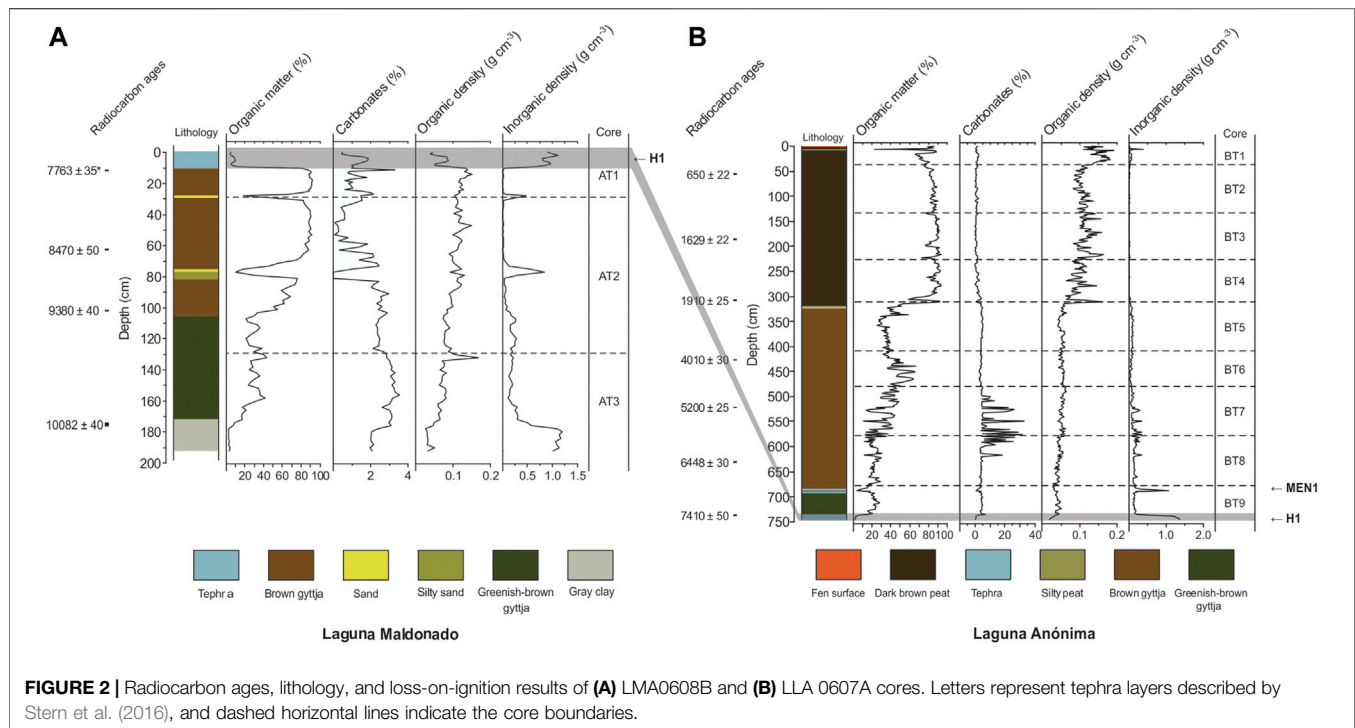 A
Radiocarbon ages
Lithology
Organic matter (%)
Carbonates (%)
Organic density (g cm-3)
Inorganic density (g cm-3)
Core
Depth (cm)
0
20
40
60
80
100
120
140
160
180
200
7763 ± 35*
8470 ± 50
9380 ± 40
10082 ± 40
20 40 60 80 100
2 4
0.1 0.2
0.5 1.0 1.5
AT1
AT2
AT3
← H1
Tephra
Brown gyttja
Sand
Silty sand
Greenish-brown
gyttja
Gray clay
Laguna Maldonado
B
Radiocarbon ages
Lithology
Organic matter (%)
Carbonates (%)
Organic density (g cm-3)
Inorganic density (g cm-3)
Core
Depth (cm)
0
50
100
150
200
250
300
350
400
450
500
550
600
650
700
750
650 ± 22
1629 ± 22
1910 ± 25
4010 ± 30
5200 ± 25
6448 ± 30
7410 ± 50
20 40 60 80 100
0 20 40
0.1 0.2
1.0 2.0
BT1
BT2
BT3
BT4
BT5
BT6
BT7
BT8
BT9
← MEN1
← H1
Fen surface
Dark brown peat
Tephra
Silty peat
Brown gyttja
Greenish-brown
gyttja
Laguna Anónima
FIGURE 2 | Radiocarbon ages, lithology, and loss-on-ignition results of (A) LMA0608B and (B) LLA 0607A cores. Letters represent tephra layers described by
Stern et al. (2016), and dashed horizontal lines indicate the core boundaries.